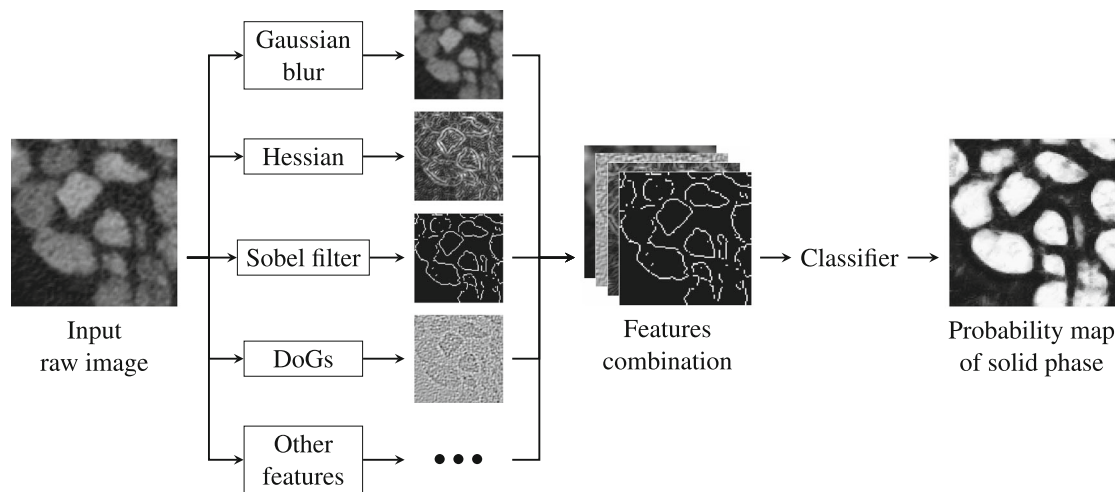 Gaussian
blur
Hessian
Sobel filter
DoGs
Other
features
Input
raw image
Features
combination
Classifier
Probability map
of solid phase